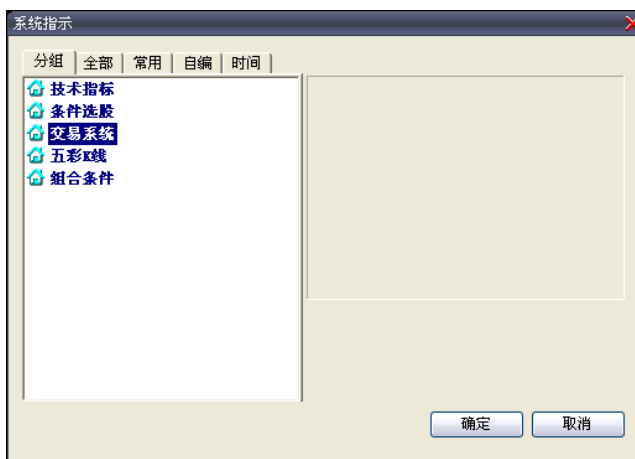 系统指示
分组 全部 常用 自编 时间
技术指标
条件选股
交易系统
五彩K线
组合条件
确定 取消